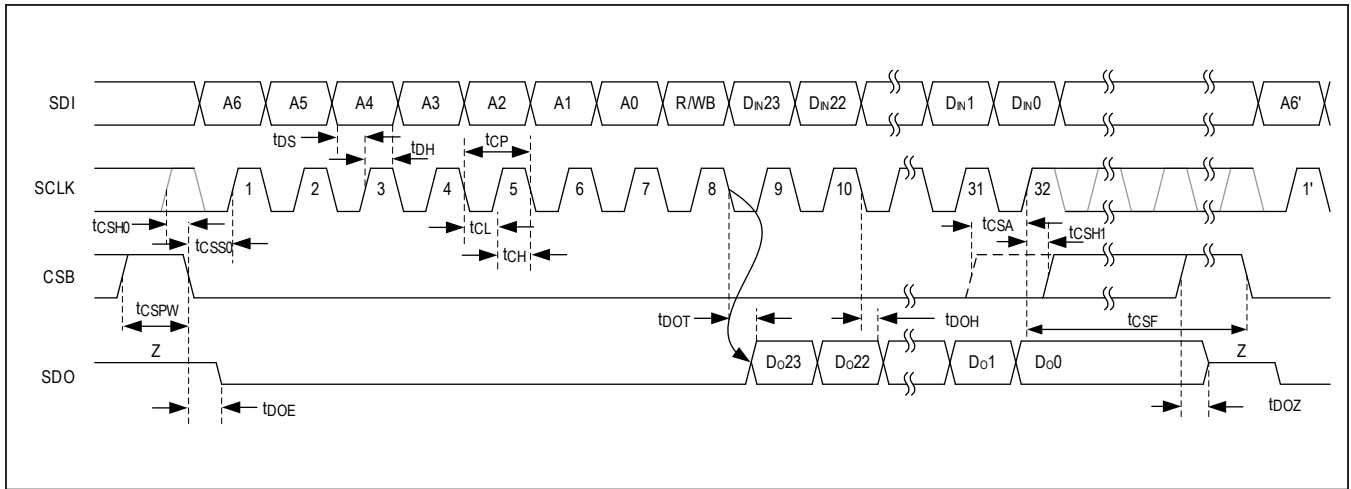 SDI A6 A5 A4 A3 A2 A1 A0 R/WB DIN23 DIN22 DIN1 DIN0 A6'
tDS tDH tCP
SCLK 1 2 3 4 5 6 7 8 9 10 31 32 1'
tCSH0 tCSS0 tCL tCH tCSA tCSH1
CSB
tCSPW tDOT tDOH tCSF
Z DO23 DO22 DO1 DO0 Z
SDO
tDOE tDOZ